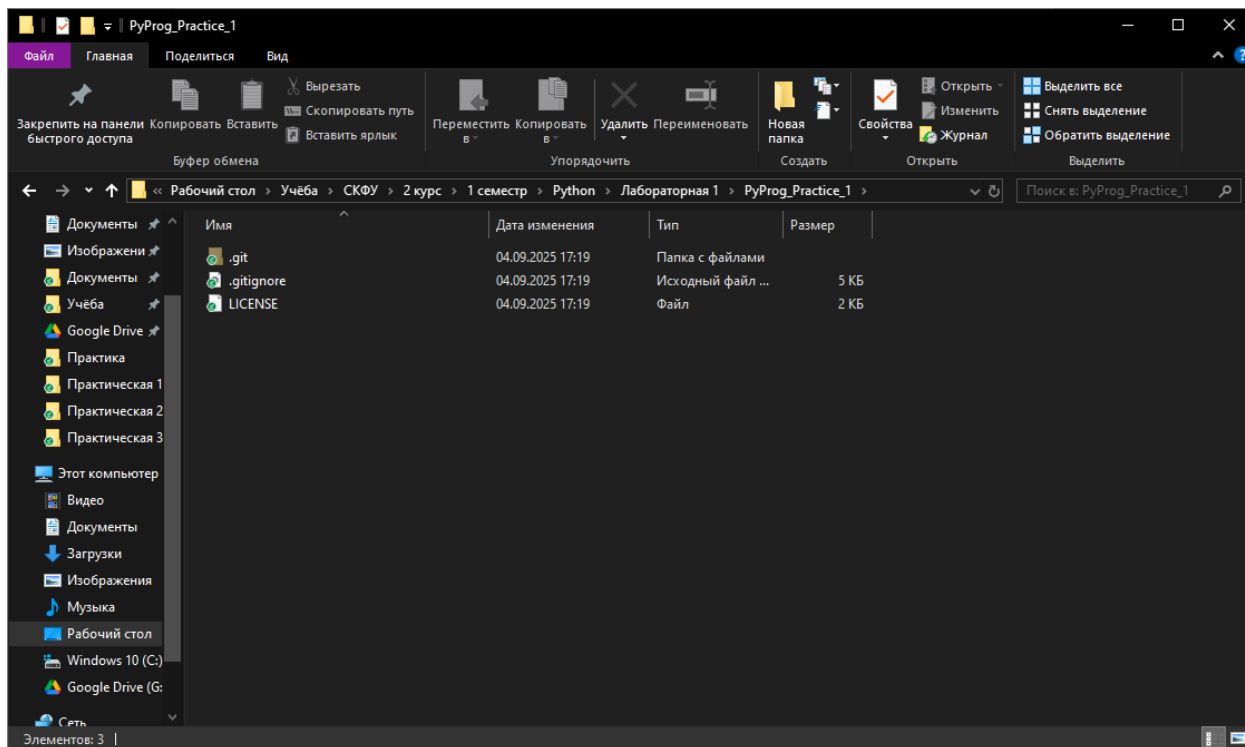 PyProg_Practice_1
Файл Главная Поделиться Вид
Закрепить на панели быстрого доступа
Копировать
Вставить
Вырезать
Скопировать путь
Вставить ярлык
Буфер обмена
Переместить в
Копировать в
Удалить
Переименовать
Упорядочить
Новая папка
Создать
Свойства
Открыть
Изменить
Журнал
Открыть
Выделить все
Снять выделение
Обратить выделение
Выделить
« Рабочий стол > Учёба > СКФУ > 2 курс > 1 семестр > Python > Лабораторная 1 > PyProg_Practice_1 >
Поиск в: PyProg_Practice_1
Документы
Изображени
Документы
Учёба
Google Drive
Практика
Практическая 1
Практическая 2
Практическая 3
Этот компьютер
Видео
Документы
Загрузки
Изображения
Музыка
Рабочий стол
Windows 10 (C:)
Google Drive (G:
Сеть
Имя Дата изменения Тип Размер
.git 04.09.2025 17:19 Папка с файлами
.gitignore 04.09.2025 17:19 Исходный файл ... 5 КБ
LICENSE 04.09.2025 17:19 Файл 2 КБ
Элементов: 3